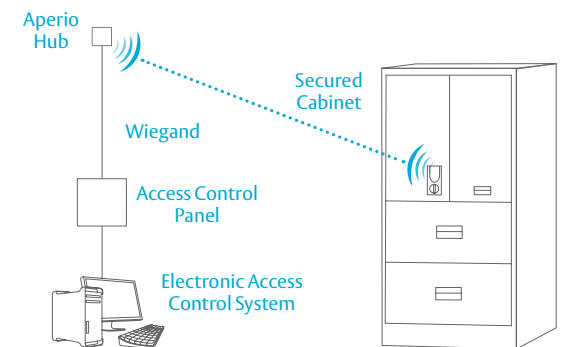 Aperio
Hub
Secured
Cabinet
Wiegand
Access Control
Panel
Electronic Access
Control System